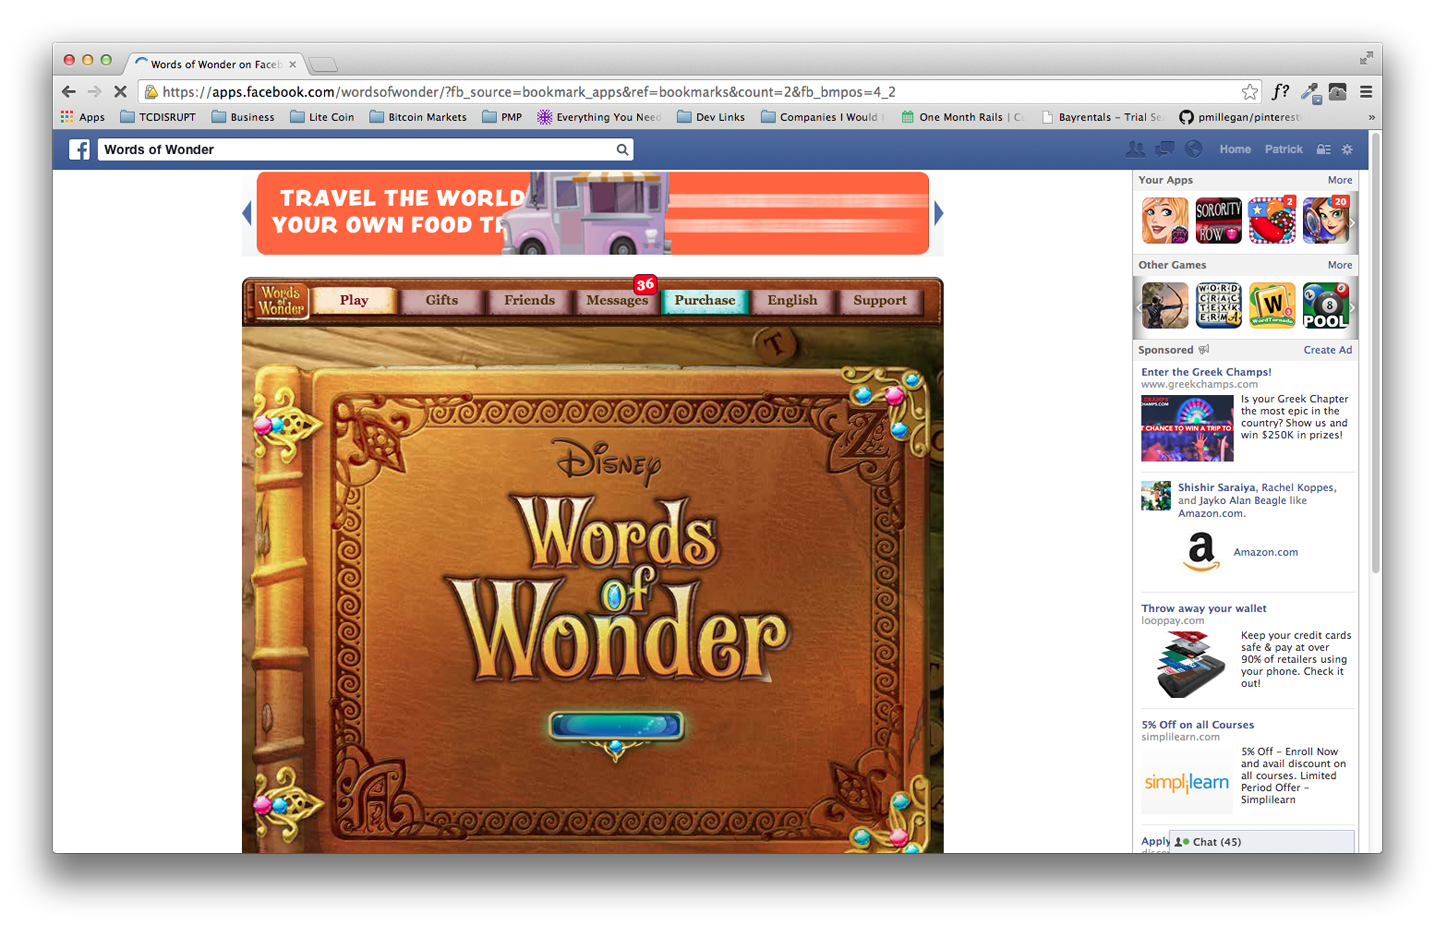 Words of Wonder on Faceb
https://apps.facebook.com/wordsofwonder/?fb_source=bookmark_apps&ref=bookmarks&count=2&fb_bmpos=4_2
f?
Apps TCDISRUPT Business Lite Coin Bitcoin Markets PMP Everything You Need Dev Links Companies I Would One Month Rails | Bayrentals – Trial Se pmillegan/pinterest »
f Words of Wonder Home Patrick
TRAVEL THE WORLD
YOUR OWN FOOD TR
Words of Wonder Play Gifts Friends Messages 36 Purchase English Support
T
Z
DISNEY
Words
of
Wonder
A
Your Apps More
SORORITY
ROW
2
20
Other Games More
WORD
CRAC
TEXK
ERMA
W
WordTornado
8
POOL
Sponsored Create Ad
Enter the Greek Champs!
www.greekchamps.com
CHAMPS.COM
T CHANCE TO WIN A TRIP TO
Is your Greek Chapter
the most epic in the
country? Show us and
win $250K in prizes!
Shishir Saraiya, Rachel Koppes,
and Jayko Alan Beagle like
Amazon.com.
a Amazon.com
Throw away your wallet
looppay.com
Keep your credit cards
safe & pay at over
90% of retailers using
your phone. Check it
out!
5% Off on all Courses
simplilearn.com
simplilearn
5% Off – Enroll Now
and avail discount on
all courses. Limited
Period Offer –
Simplilearn
Apply
Chat (45)